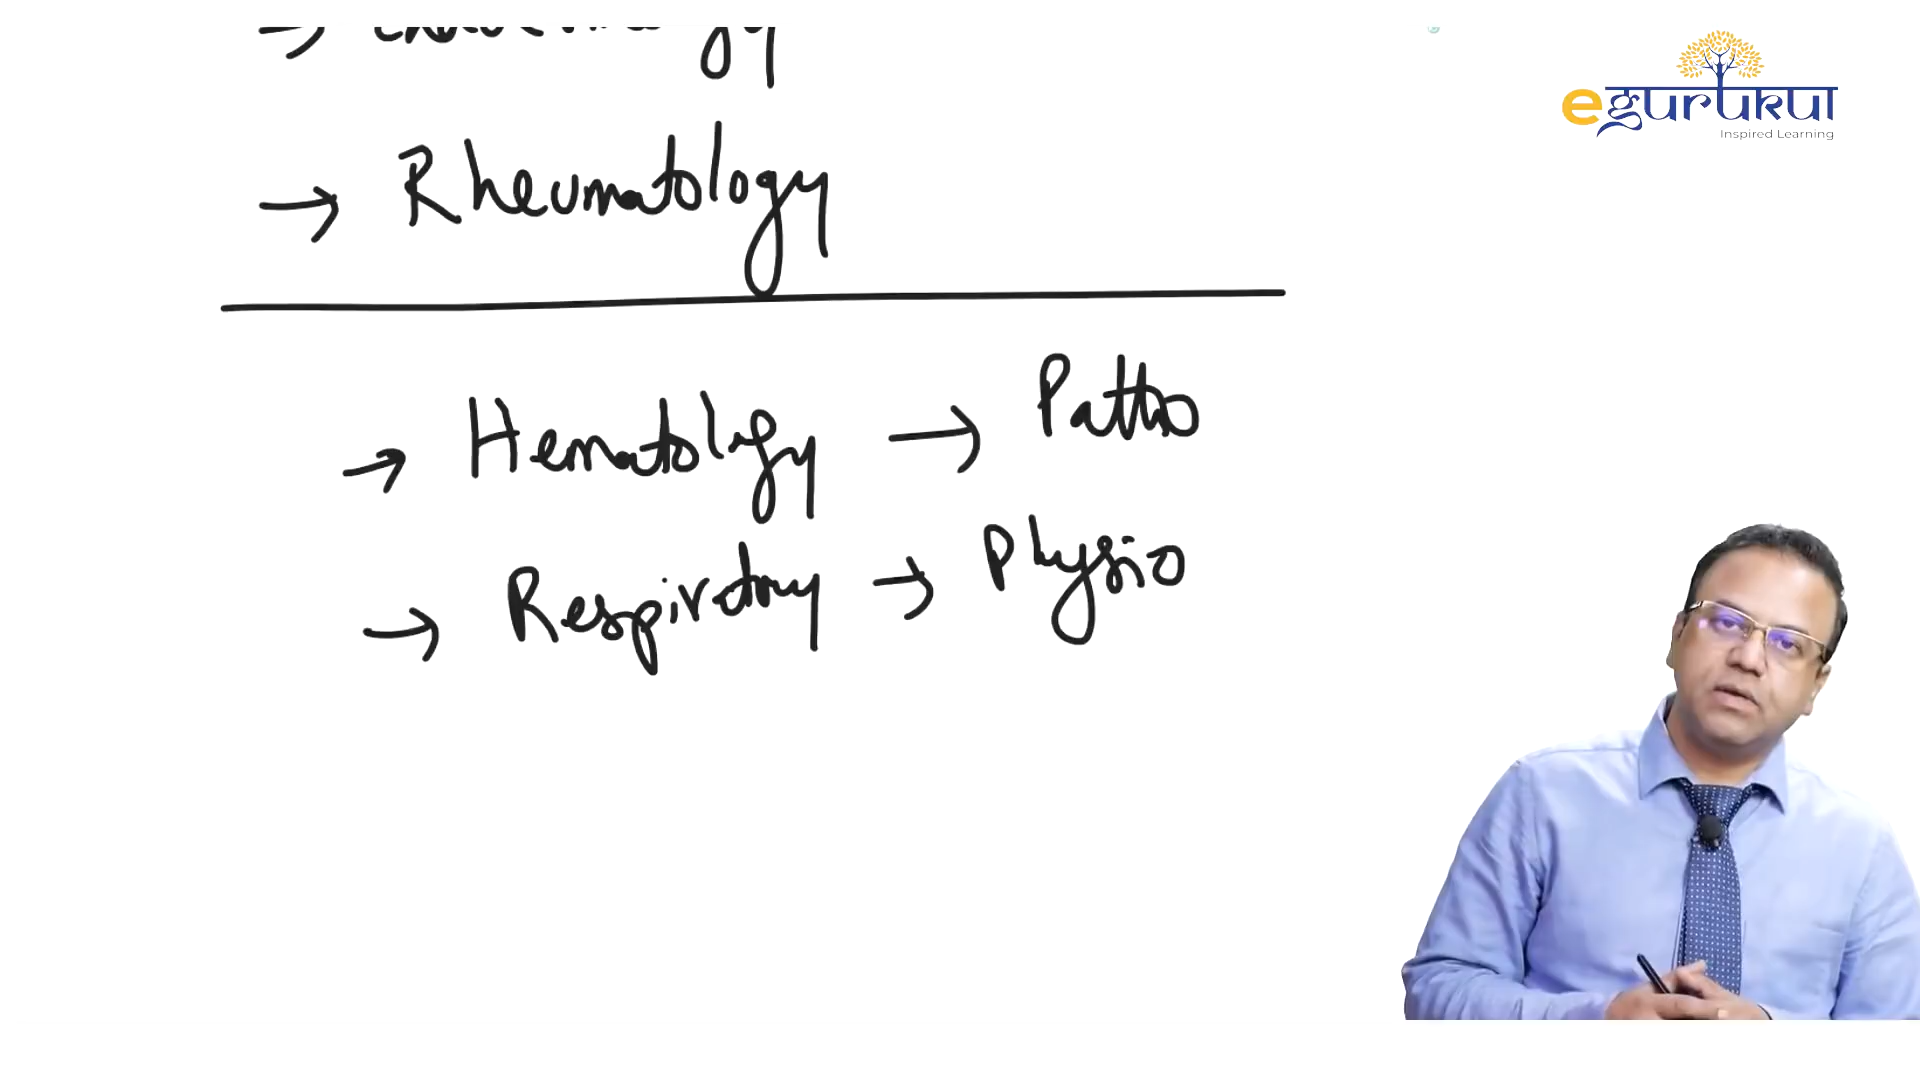 → Rheumatology
→ Hematology → Patho
→ Respiratory → Physio
egurukul
Inspired Learning